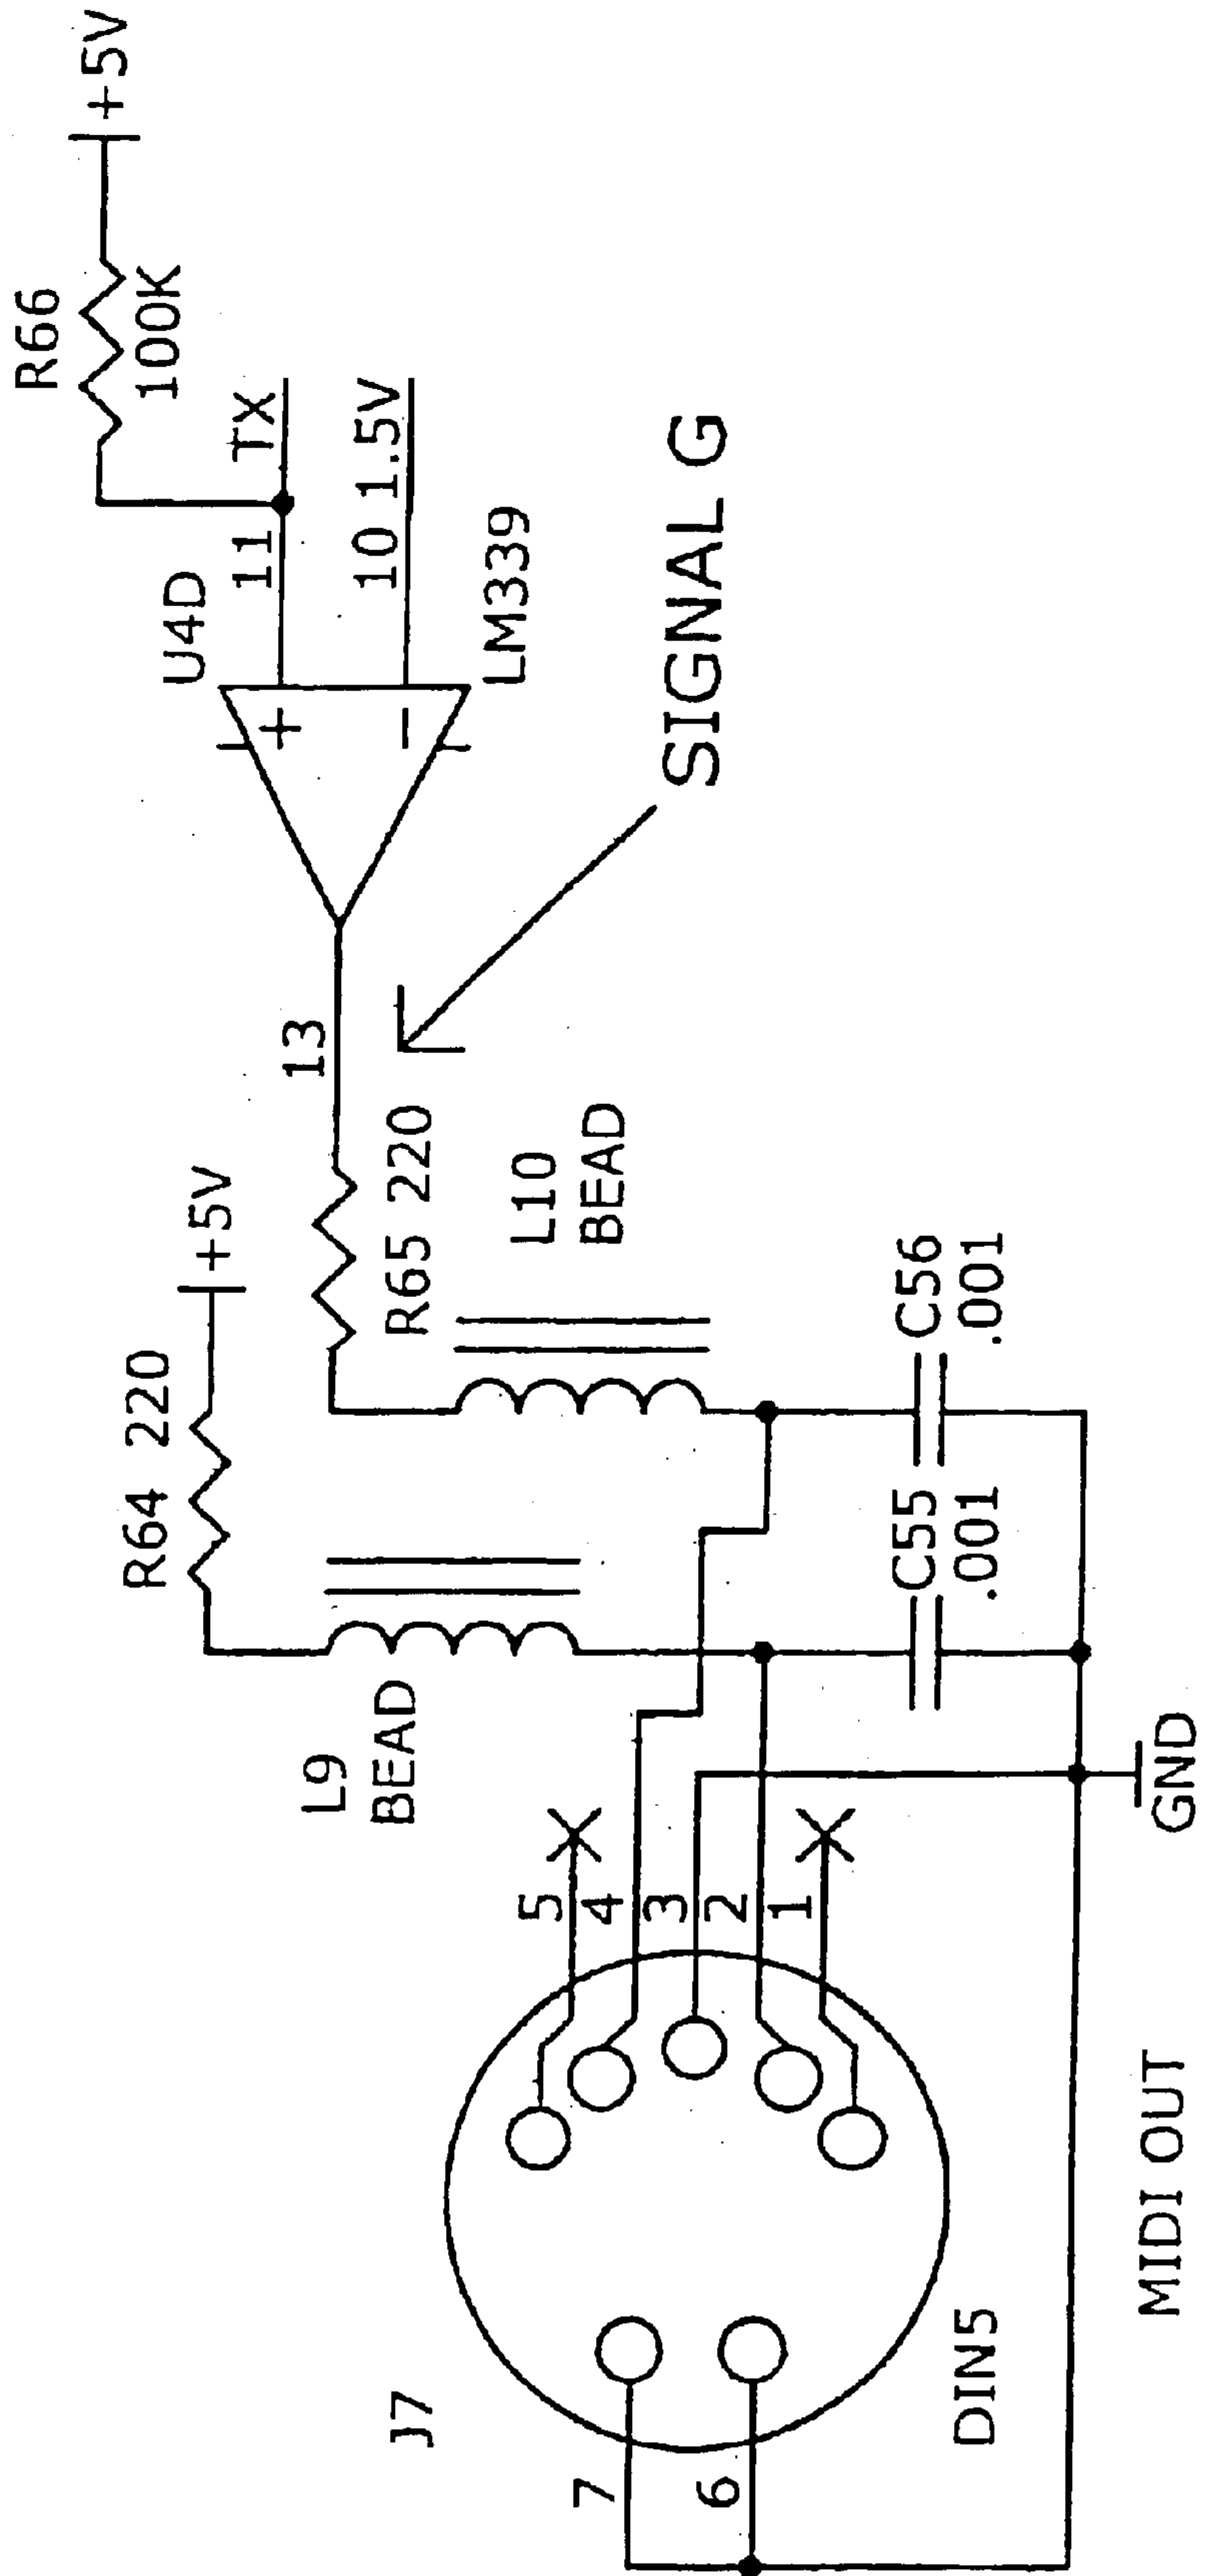 R66
100K
+5V
U4D
11
TX
10
1.5V
LM339
SIGNAL G
13
+5V
R64 220
R65 220
L10
BEAD
L9
BEAD
C56
.001
C55
.001
5
4
3
2
1
GND
J7
7
6
DIN5
MIDI OUT